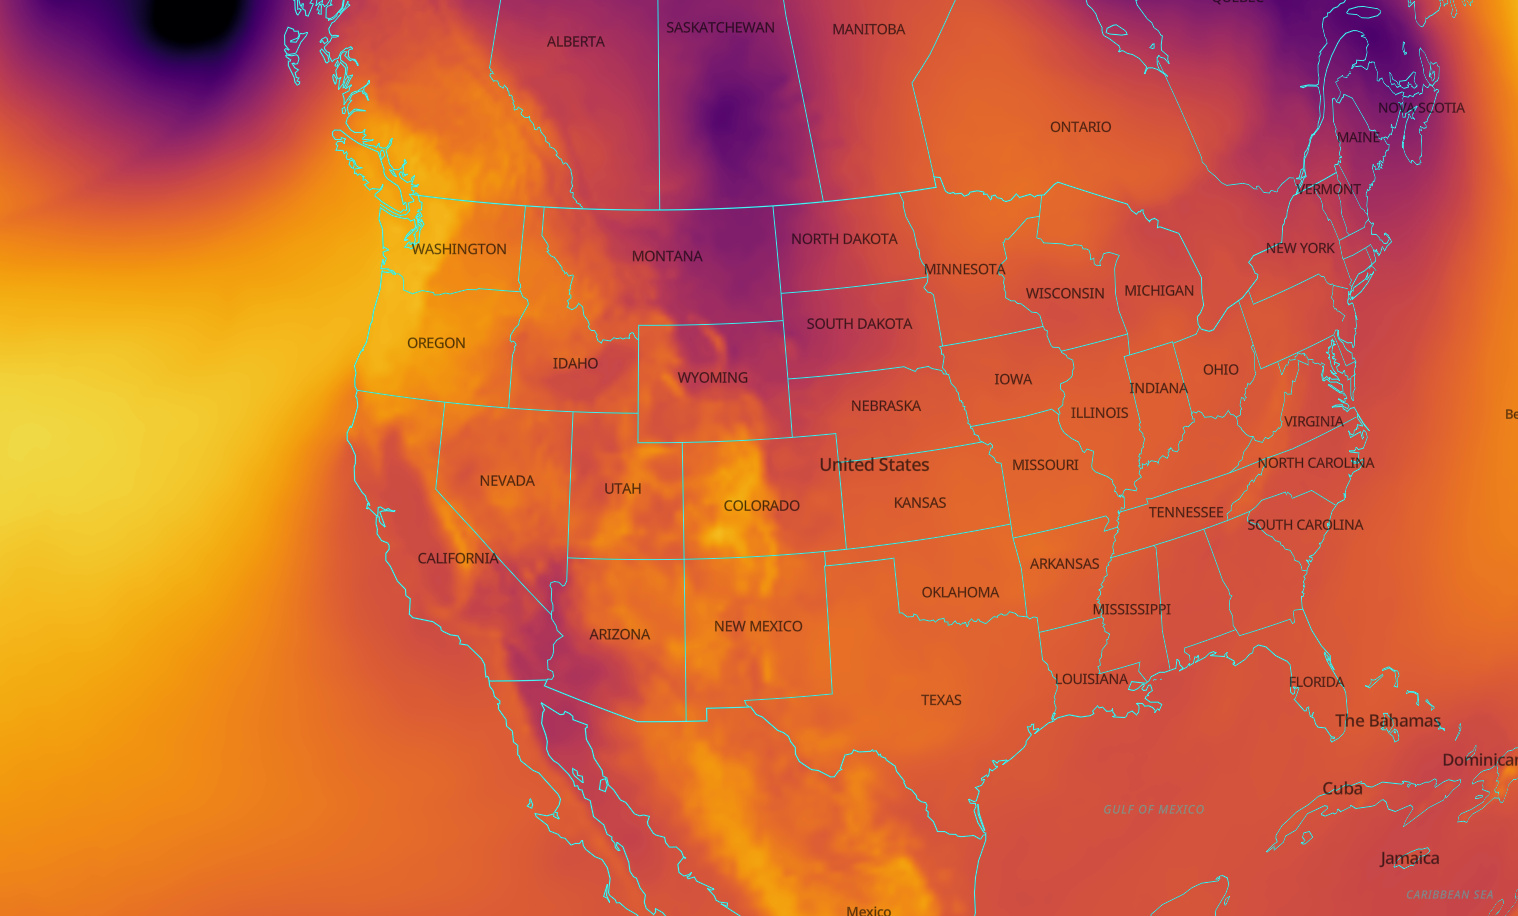 QUEBEC
SASKATCHEWAN
MANITOBA
ALBERTA
NOVA SCOTIA
ONTARIO
MAINE
VERMONT
NORTH DAKOTA
NEW YORK
WASHINGTON
MONTANA
MINNESOTA
WISCONSIN
MICHIGAN
SOUTH DAKOTA
OREGON
IDAHO
OHIO
WYOMING
IOWA
INDIANA
NEBRASKA
ILLINOIS
Be
VIRGINIA
United States
MISSOURI
NORTH CAROLINA
NEVADA
UTAH
COLORADO
KANSAS
TENNESSEE
SOUTH CAROLINA
CALIFORNIA
ARKANSAS
OKLAHOMA
MISSISSIPPI
ARIZONA
NEW MEXICO
LOUISIANA
FLORIDA
TEXAS
The Bahamas
Dominican
Cuba
GULF OF MEXICO
Jamaica
CARIBBEAN SEA
Mexico